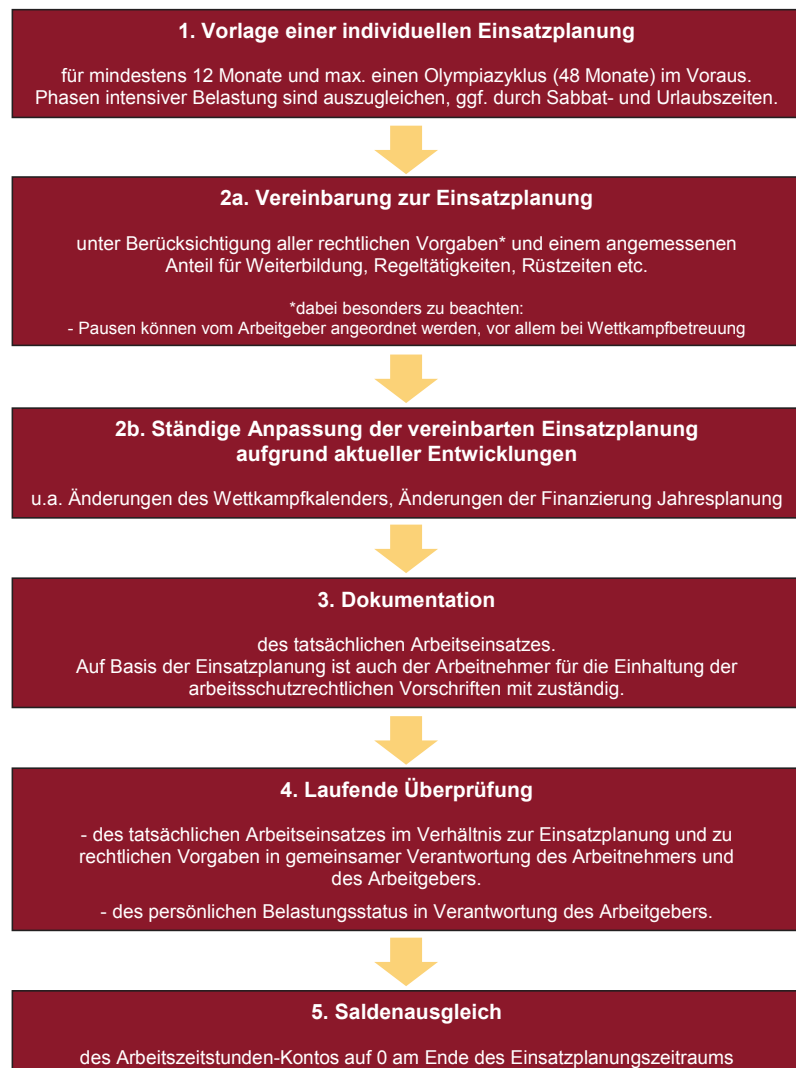 1. Vorlage einer individuellen Einsatzplanung
für mindestens 12 Monate und max. einen Olympiazyklus (48 Monate) im Voraus.
Phasen intensiver Belastung sind auszugleichen, ggf. durch Sabbat- und Urlaubszeiten.
2a. Vereinbarung zur Einsatzplanung
unter Berücksichtigung aller rechtlichen Vorgaben* und einem angemessenen
Anteil für Weiterbildung, Regeltätigkeiten, Rüstzeiten etc.
*dabei besonders zu beachten:
- Pausen können vom Arbeitgeber angeordnet werden, vor allem bei Wettkampfbetreuung
2b. Ständige Anpassung der vereinbarten Einsatzplanung
aufgrund aktueller Entwicklungen
u.a. Änderungen des Wettkampfkalenders, Änderungen der Finanzierung Jahresplanung
3. Dokumentation
des tatsächlichen Arbeitseinsatzes.
Auf Basis der Einsatzplanung ist auch der Arbeitnehmer für die Einhaltung der
arbeitsschutzrechtlichen Vorschriften mit zuständig.
4. Laufende Überprüfung
- des tatsächlichen Arbeitseinsatzes im Verhältnis zur Einsatzplanung und zu
rechtlichen Vorgaben in gemeinsamer Verantwortung des Arbeitnehmers und
des Arbeitgebers.
- des persönlichen Belastungsstatus in Verantwortung des Arbeitgebers.
5. Saldenausgleich
des Arbeitszeitstunden-Kontos auf 0 am Ende des Einsatzplanungszeitraums